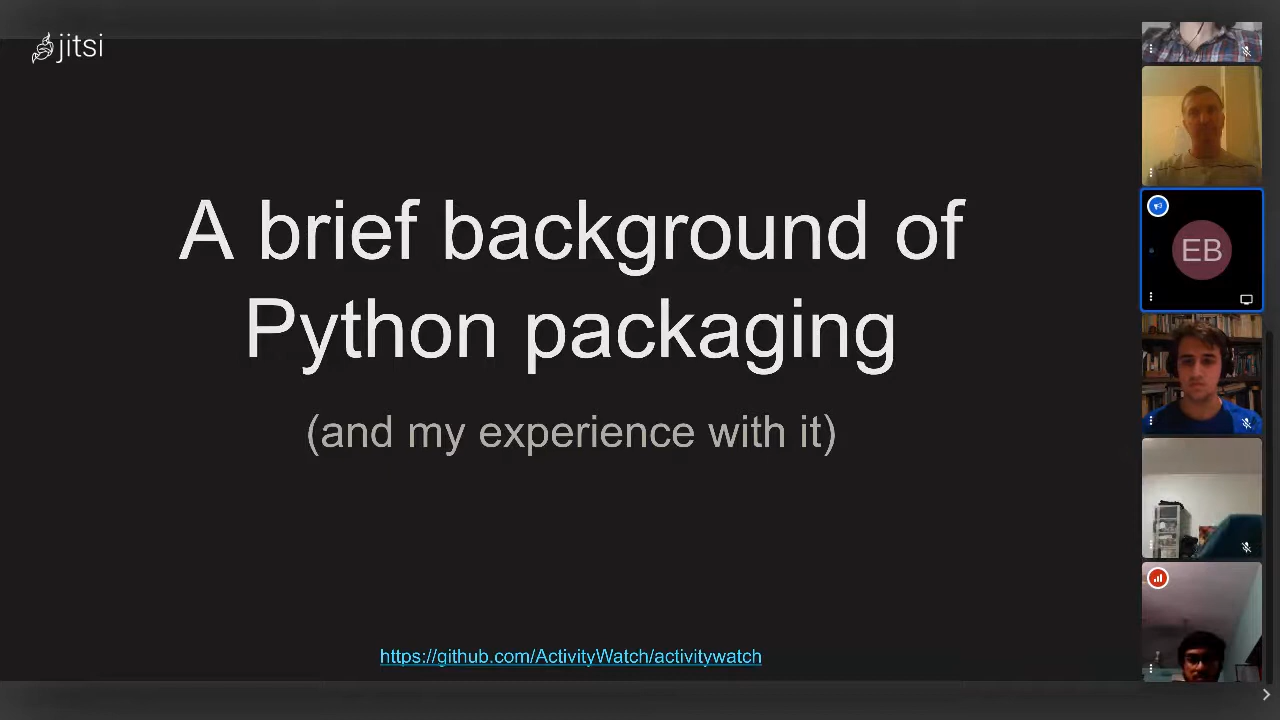 jitsi
A brief background of
Python packaging
(and my experience with it)
https://github.com/ActivityWatch/activitywatch
EB